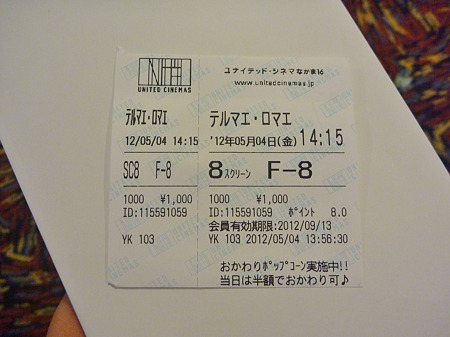 UNITED CINEMAS
ユナイテッド・シネマなかま16
www.unitedcinemas.jp
テルマエ・ロマエ
12/05/04 14:15
SC8 F-8
1000 ¥1,000
ID:115591059
YK 103
テルマエ・ロマエ
'12年05月04日(金) 14:15
8スクリーン F-8
1000 ¥1,000
ID:115591059 ポイント 8.0
会員有効期限:2012/09/13
YK 103 2012/05/04 13:56:30
おかわりポップコーン実施中!!
当日は半額でおかわり可♪